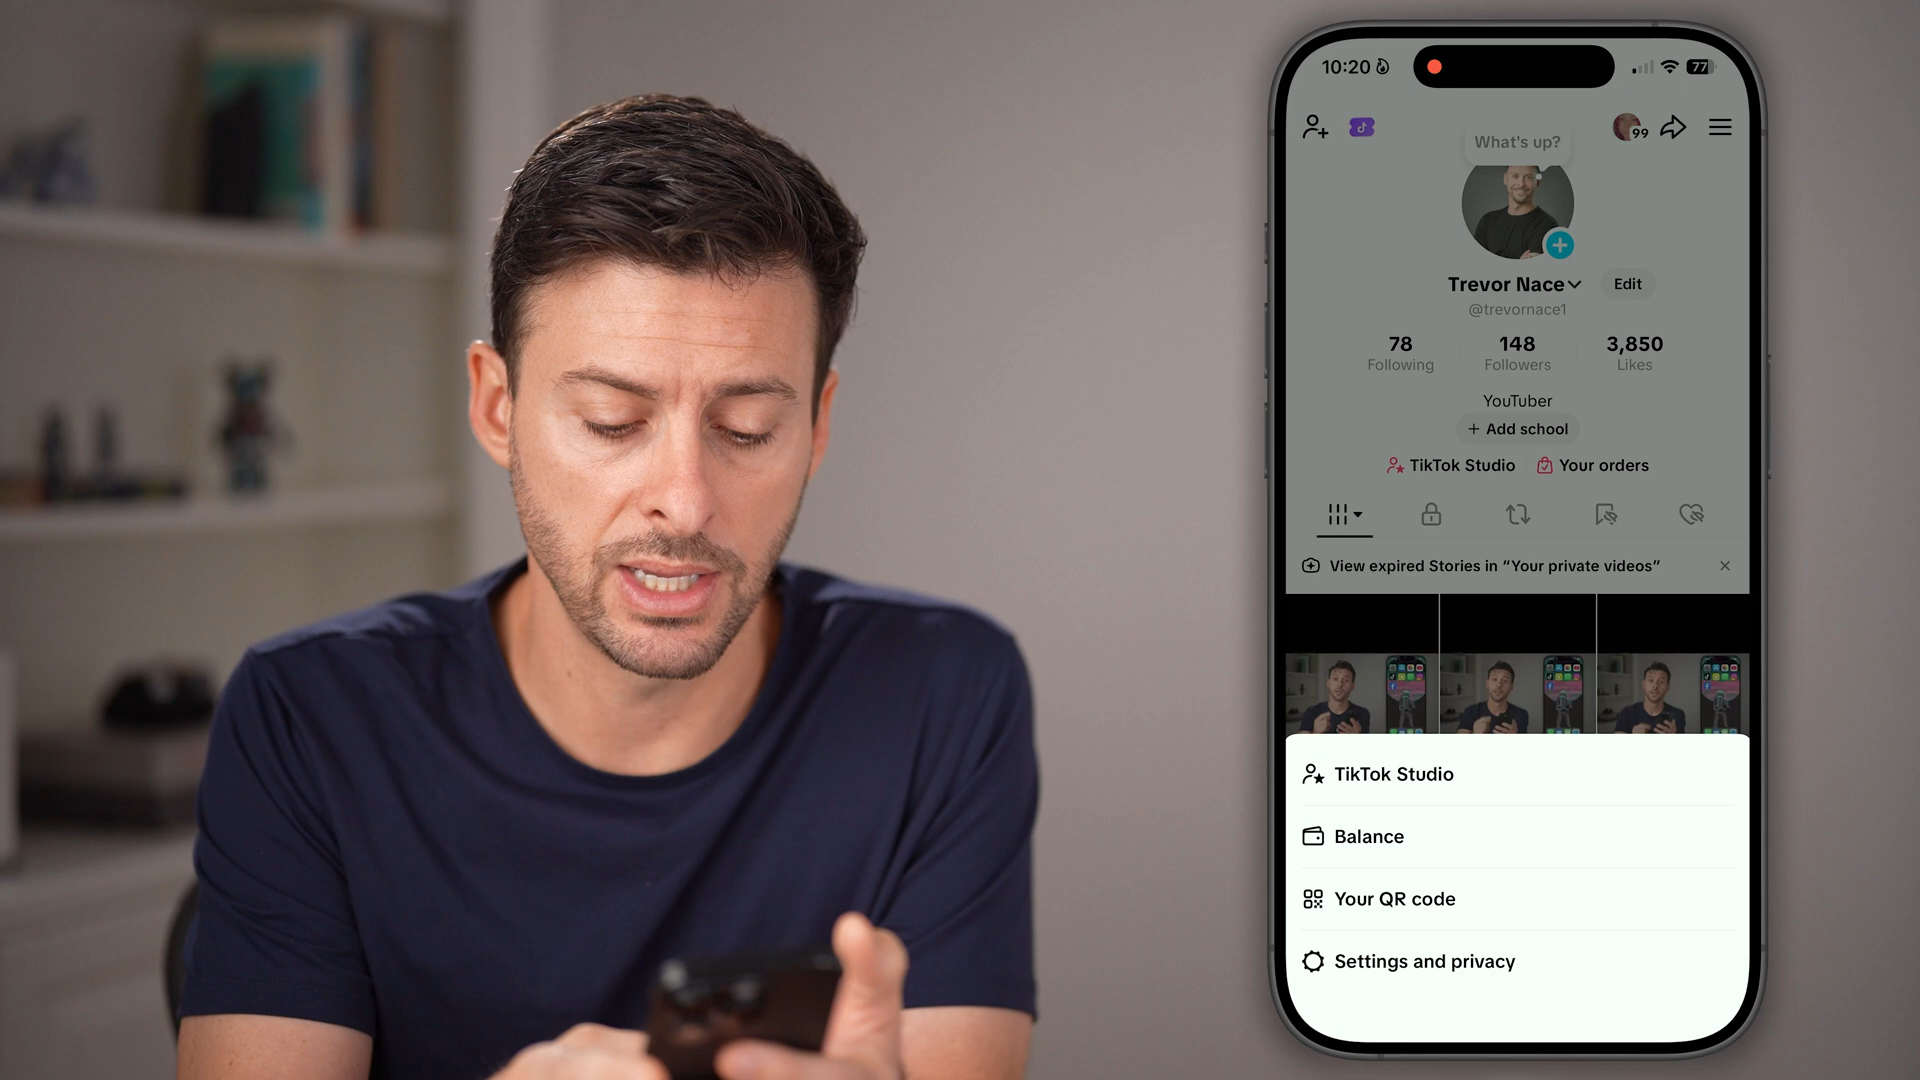 10:20
77
99
What's up?
Trevor Nace
Edit
@trevornace1
78
148
3,850
Following
Followers
Likes
YouTuber
+ Add school
TikTok Studio
Your orders
View expired Stories in “Your private videos”
TikTok Studio
Balance
Your QR code
Settings and privacy